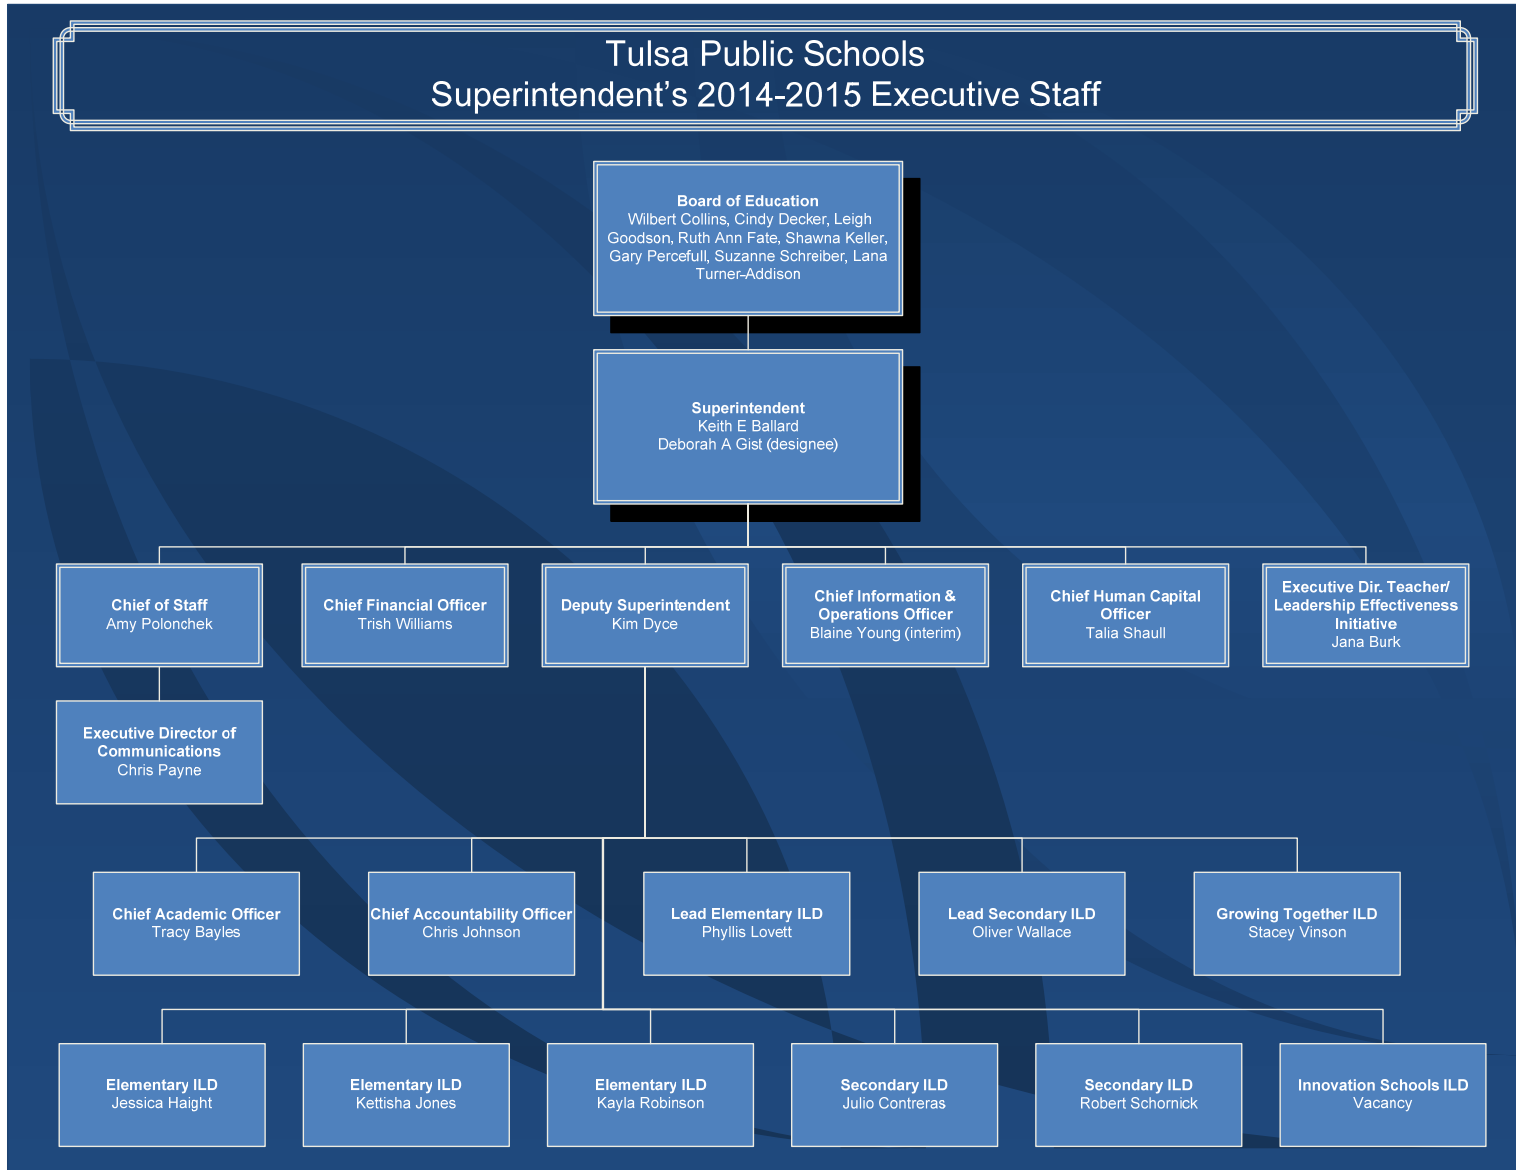 Tulsa Public Schools
Superintendent’s 2014-2015 Executive Staff
Board of Education
Wilbert Collins, Cindy Decker, Leigh
Goodson, Ruth Ann Fate, Shawna Keller,
Gary Percefull, Suzanne Schreiber, Lana
Turner-Addison
Superintendent
Keith E Ballard
Deborah A Gist (designee)
Chief of Staff
Amy Polonchek
Chief Financial Officer
Trish Williams
Deputy Superintendent
Kim Dyce
Chief Information &
Operations Officer
Blaine Young (interim)
Chief Human Capital
Officer
Talia Shaull
Executive Dir. Teacher/
Leadership Effectiveness
Initiative
Jana Burk
Executive Director of
Communications
Chris Payne
Chief Academic Officer
Tracy Bayles
Chief Accountability Officer
Chris Johnson
Lead Elementary ILD
Phyllis Lovett
Lead Secondary ILD
Oliver Wallace
Growing Together ILD
Stacey Vinson
Elementary ILD
Jessica Haight
Elementary ILD
Kettisha Jones
Elementary ILD
Kayla Robinson
Secondary ILD
Julio Contreras
Secondary ILD
Robert Schornick
Innovation Schools ILD
Vacancy